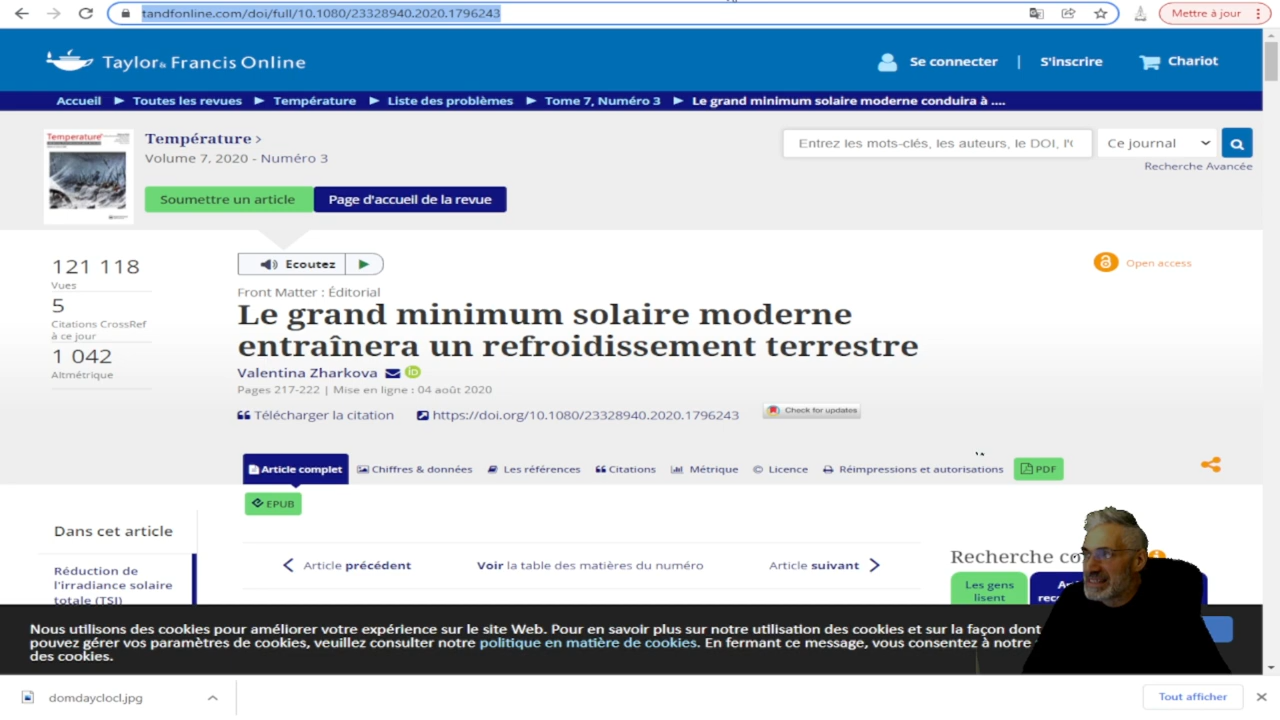 tandfonline.com/doi/full/10.1080/23328940.2020.1796243
Mettre à jour
Taylor & Francis Online
Se connecter | S'inscrire Chariot
Accueil ▶ Toutes les revues ▶ Température ▶ Liste des problèmes ▶ Tome 7, Numéro 3 ▶ Le grand minimum solaire moderne conduira à ....
Temperature
Température ›
Volume 7, 2020 - Numéro 3
Entrez les mots-clés, les auteurs, le DOI, l'
Ce journal
Recherche Avancée
Soumettre un article
Page d'accueil de la revue
121 118
Vues
5
Citations CrossRef
à ce jour
1 042
Altmétrique
Ecoutez
Open access
Front Matter : Éditorial
Le grand minimum solaire moderne
entraînera un refroidissement terrestre
Valentina Zharkova iD
Pages 217-222 | Mise en ligne : 04 août 2020
Télécharger la citation https://doi.org/10.1080/23328940.2020.1796243 Check for updates
Article complet Chiffres & données Les références Citations Métrique © Licence Réimpressions et autorisations PDF
EPUB
Dans cet article
Réduction de
l'irradiance solaire
totale (TSI)
Article précédent
Voir la table des matières du numéro
Article suivant
Recherche
Les gens
lisent
Nous utilisons des cookies pour améliorer votre expérience sur le site Web. Pour en savoir plus sur notre utilisation des cookies et sur la façon dont
pouvez gérer vos paramètres de cookies, veuillez consulter notre politique en matière de cookies. En fermant ce message, vous consentez à notre
des cookies.
domdayclocl.jpg
Tout afficher